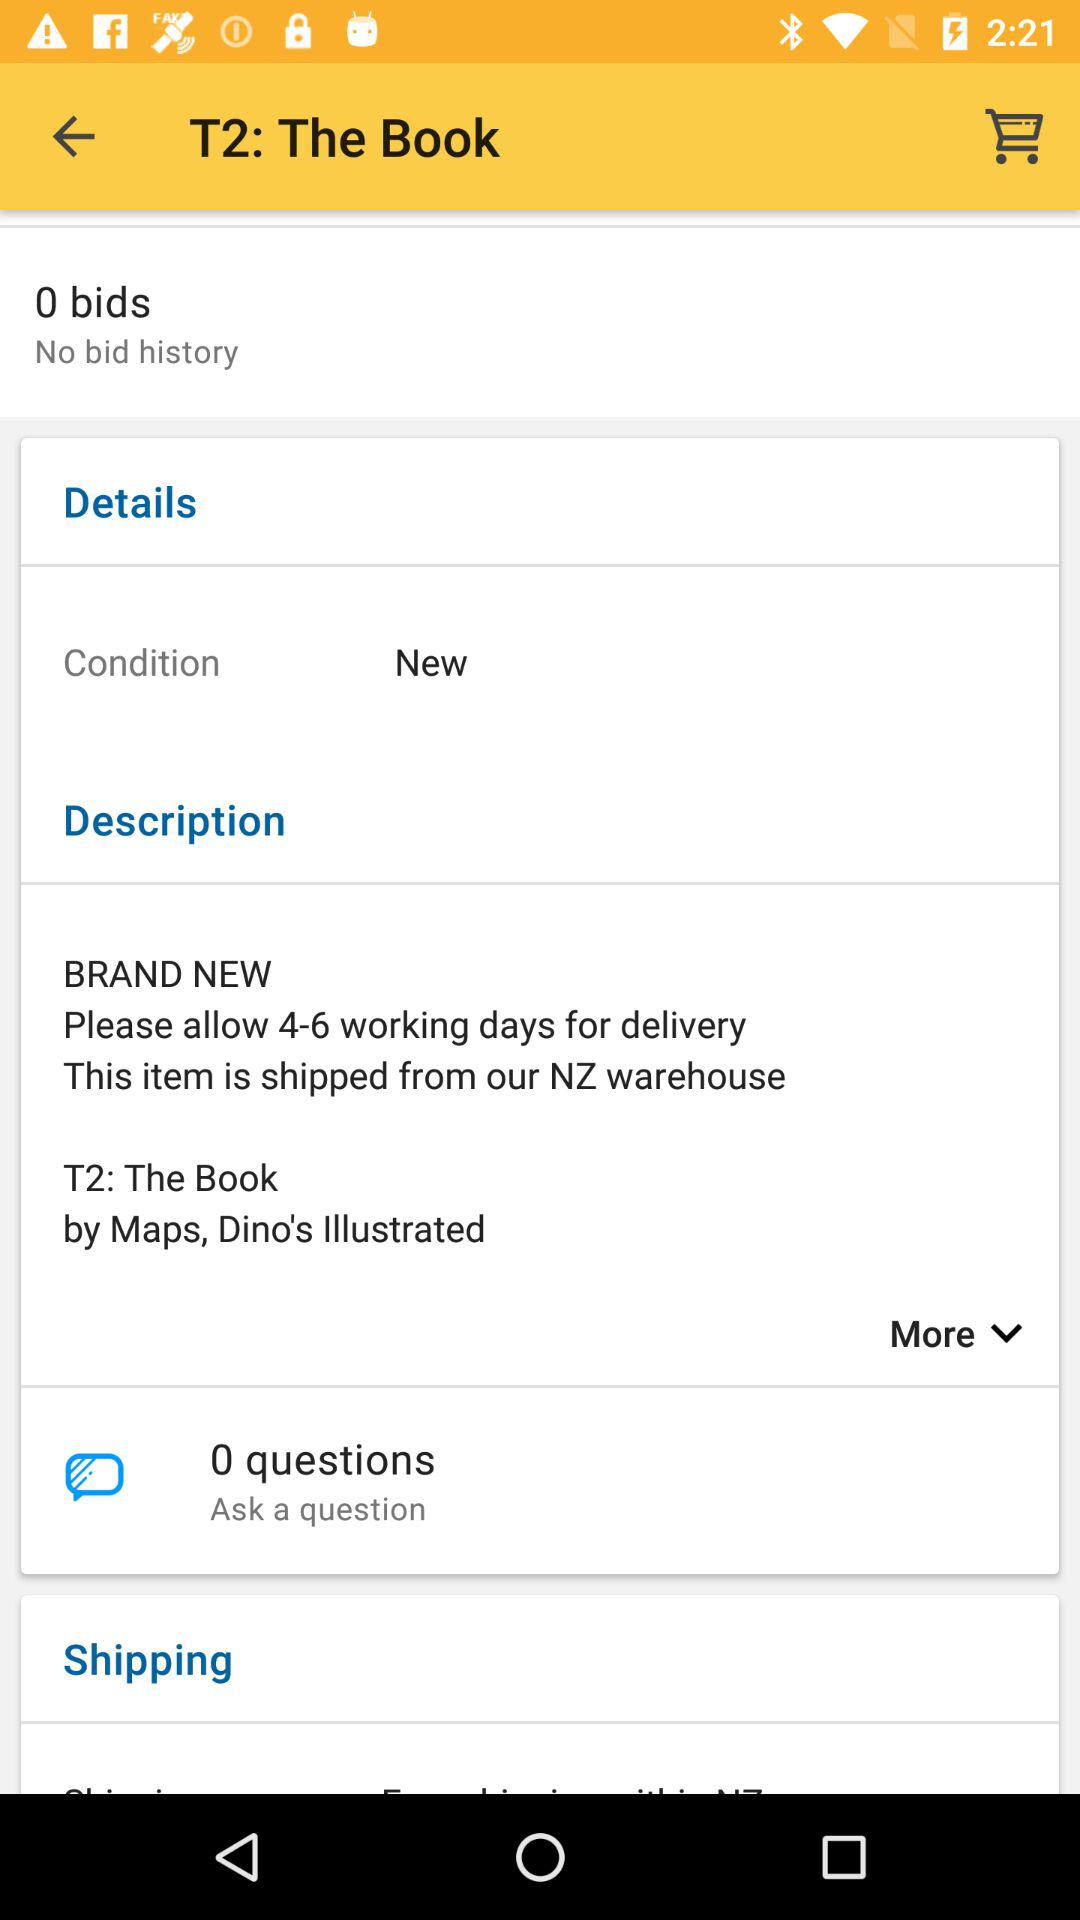 FAKE
2:21
T2: The Book
0 bids
No bid history
Details
Condition New
Description
BRAND NEW
Please allow 4-6 working days for delivery
This item is shipped from our NZ warehouse
T2: The Book
by Maps, Dino's Illustrated
More
0 questions
Ask a question
Shipping